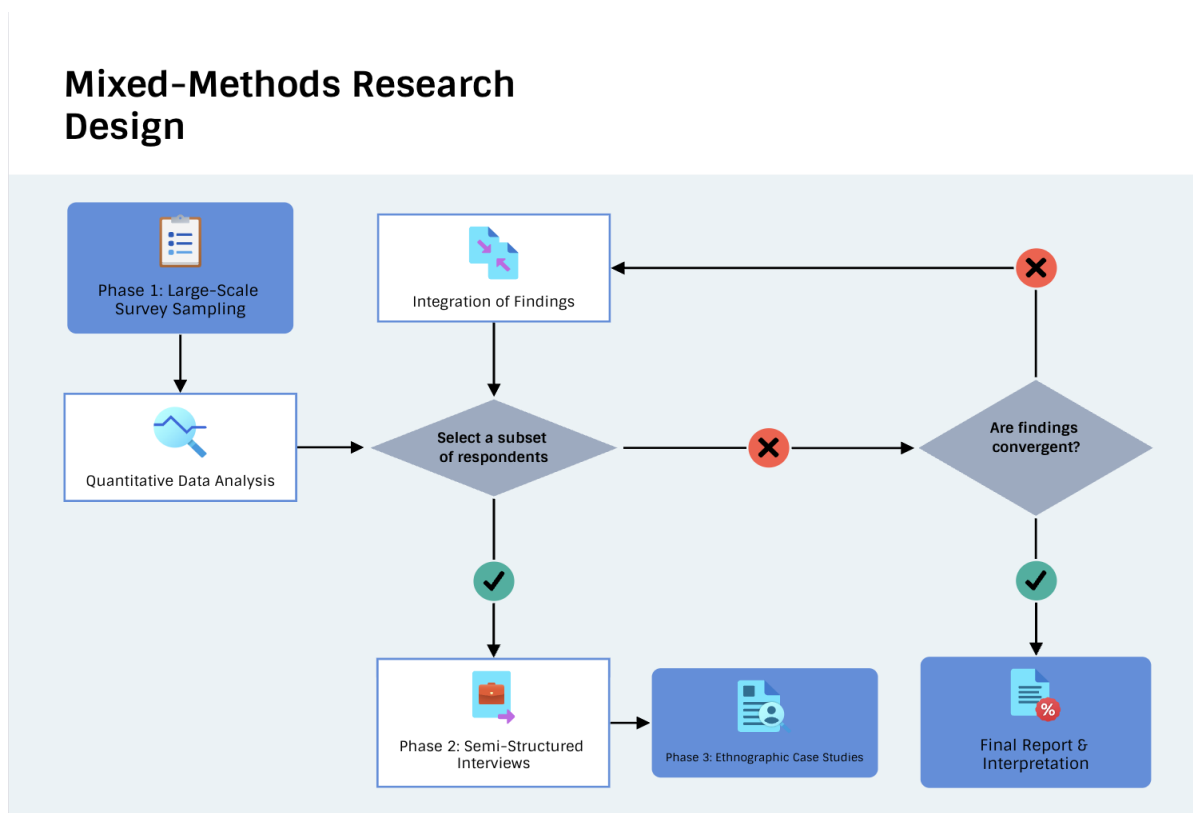 Mixed-Methods Research
Design
Phase 1: Large-Scale
Survey Sampling
Integration of Findings
Quantitative Data Analysis
Select a subset
of respondents
Are findings
convergent?
Phase 2: Semi-Structured
Interviews
Phase 3: Ethnographic Case Studies
%
Final Report &
Interpretation